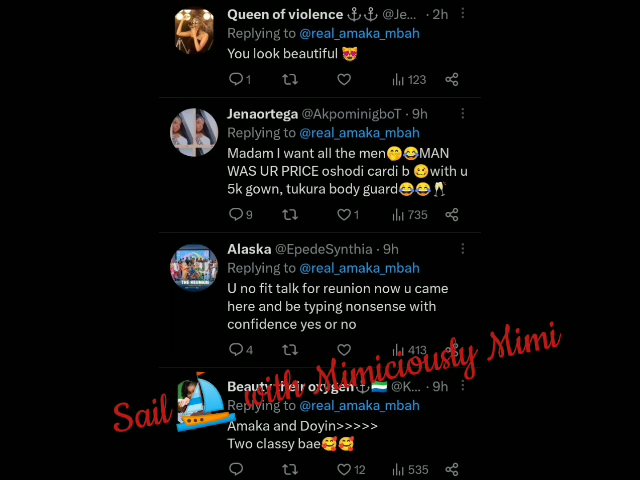 Queen of violence ⚓⚓ @Je... · 2h
Replying to @real_amaka_mbah
You look beautiful 😻
1 123
Jenaortega @AkpominigboT · 9h
Replying to @real_amaka_mbah
Madam I want all the men🤭😂MAN
WAS UR PRICE oshodi cardi b 🥴with u
5k gown, tukura body guard😂😂🥂
9 1 735
Alaska @EpedeSynthia · 9h
Replying to @real_amaka_mbah
U no fit talk for reunion now u came
here and be typing nonsense with
confidence yes or no
4 413
Sail⛵ with Mimiciously Mimi
Beauty their oxygen⚓🇸🇱 @K... · 9h
Replying to @real_amaka_mbah
Amaka and Doyin>>>>>
Two classy bae🥰🥰
12 535